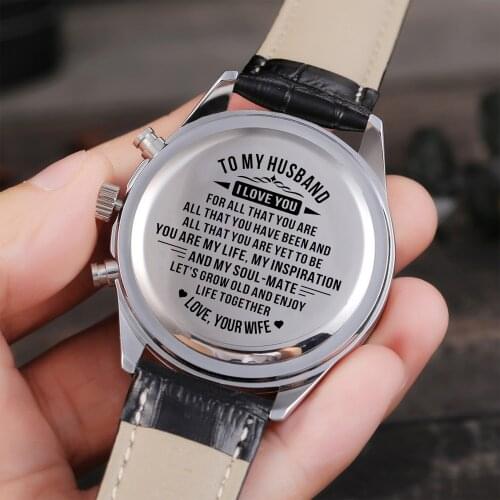 TO MY HUSBAND
I LOVE YOU
FOR ALL THAT YOU ARE
ALL THAT YOU HAVE BEEN AND
ALL THAT YOU ARE YET TO BE
YOU ARE MY LIFE, MY INSPIRATION
AND MY SOUL-MATE
LET'S GROW OLD AND ENJOY
LIFE TOGETHER
LOVE, YOUR WIFE